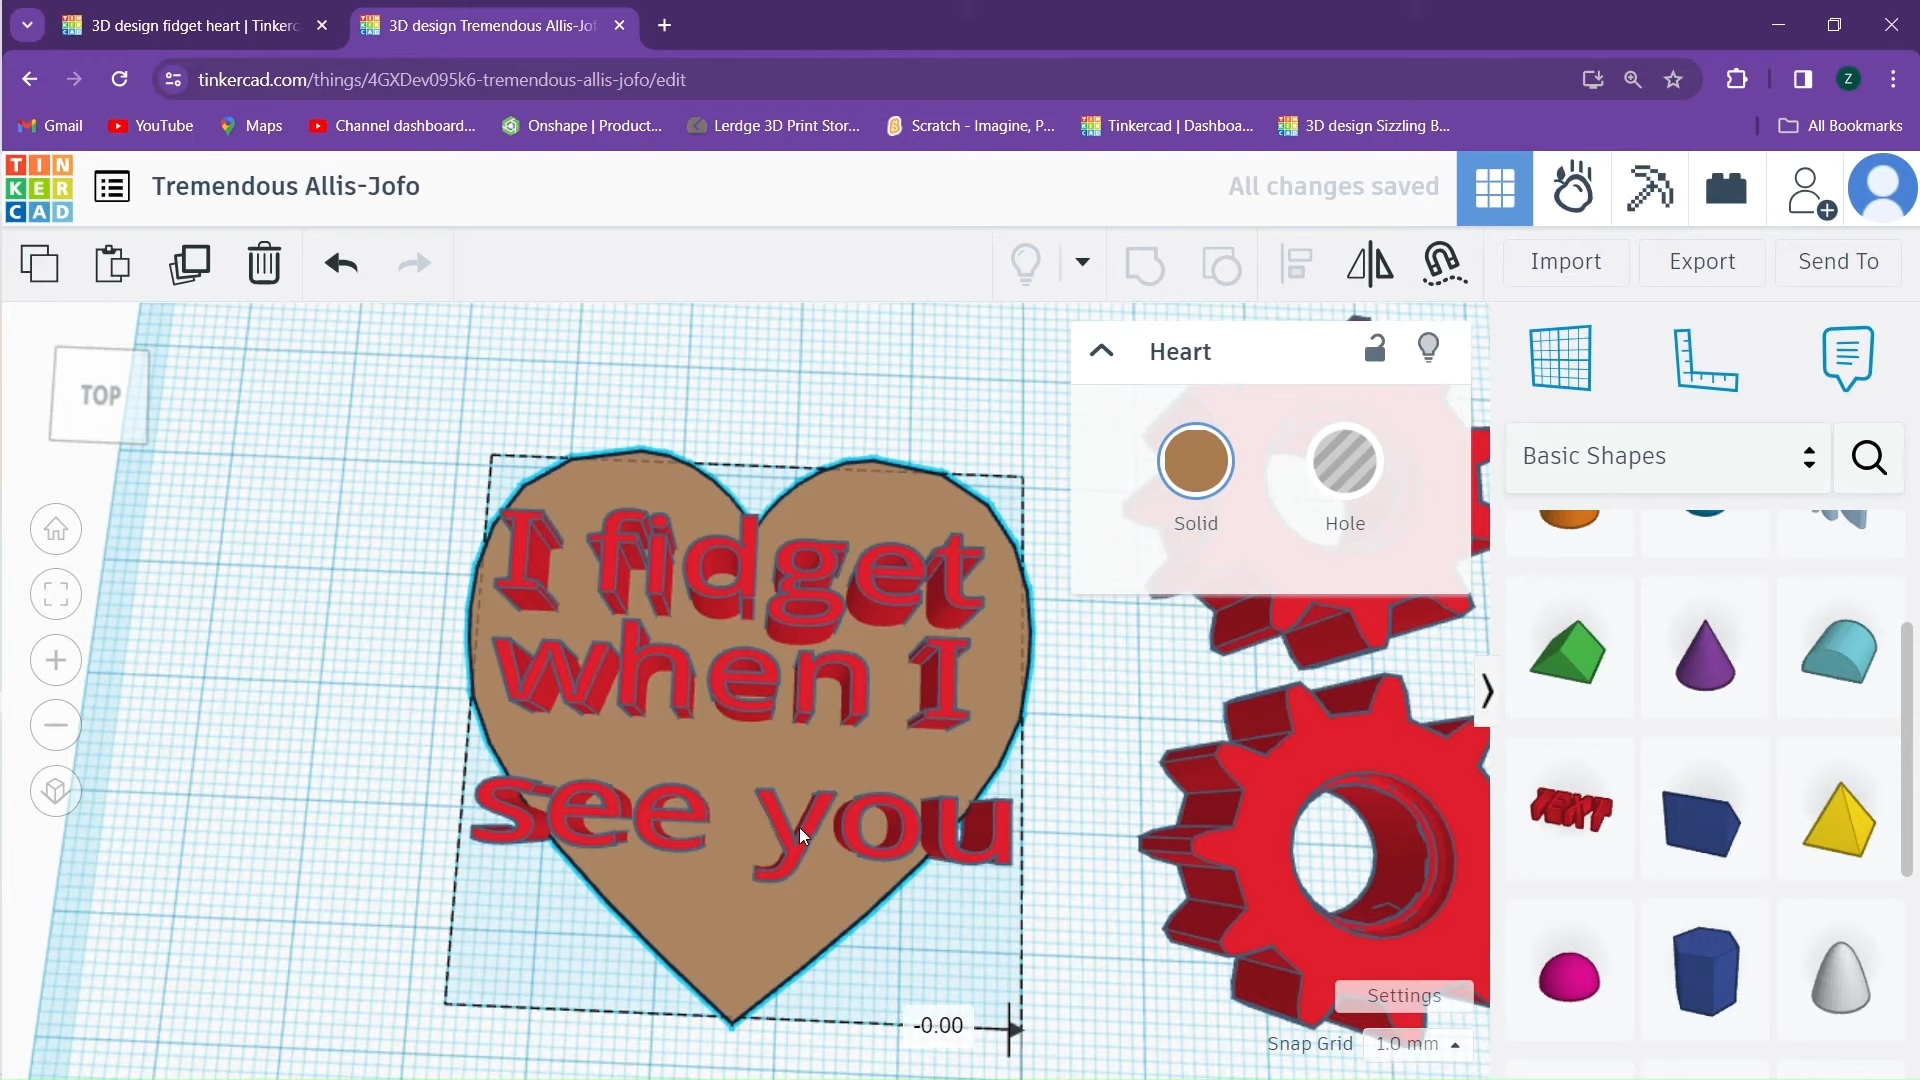 3D design fidget heart | Tinkerc
3D design Tremendous Allis-Jof
tinkercad.com/things/4GXDev095k6-tremendous-allis-jofo/edit
Z
Gmail
YouTube
Maps
Channel dashboard...
Onshape | Product...
Lerdge 3D Print Stor...
Scratch - Imagine, P...
Tinkercad | Dashboa...
3D design Sizzling B...
All Bookmarks
TIN
KER
CAD
Tremendous Allis-Jofo
All changes saved
Import
Export
Send To
TOP
Heart
Solid
Hole
Basic Shapes
I fidget
when I
see you
TEXT
-0.00
Settings
Snap Grid
1.0 mm